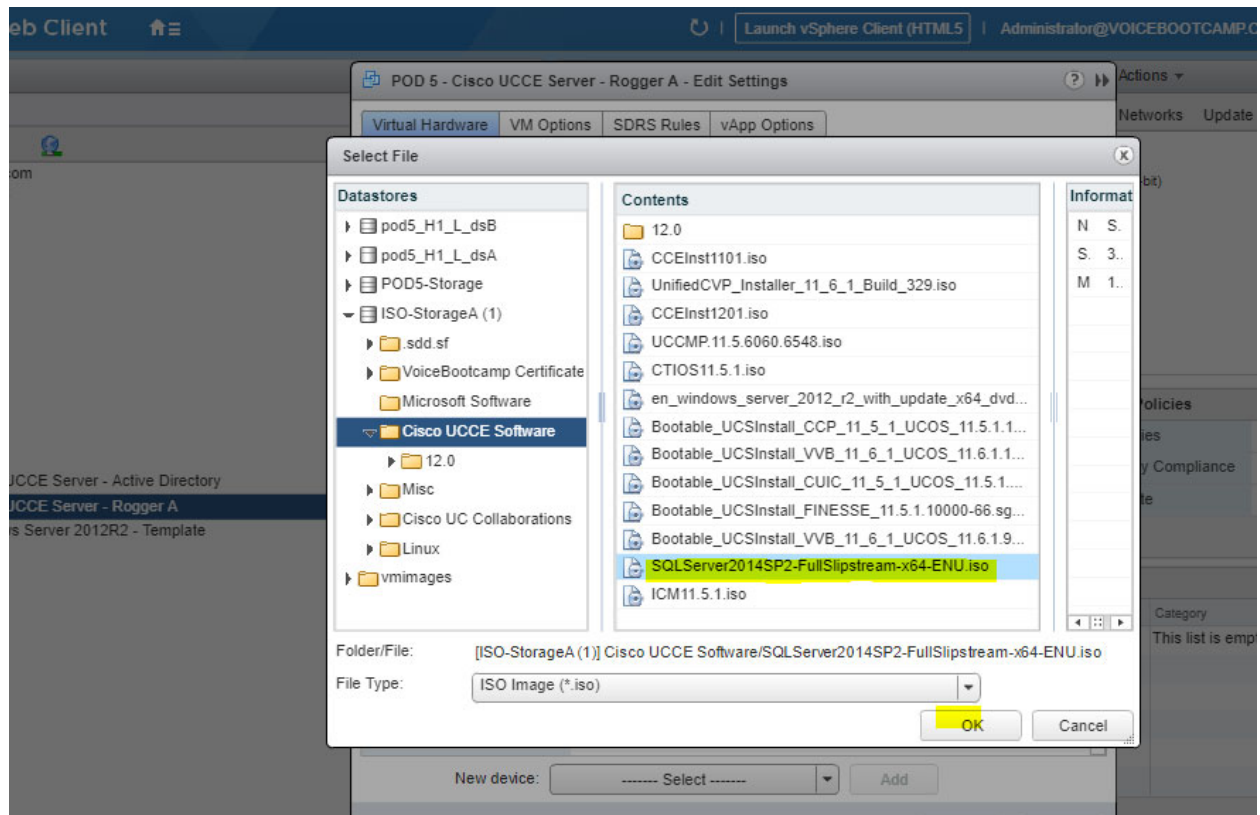 eb Client
Launch vSphere Client (HTML5
Administrator@VOICEBOOTCAMP.C
POD 5 - Cisco UCCE Server - Rogger A - Edit Settings
Actions
Virtual Hardware VM Options SDRS Rules vApp Options
Networks Update
Select File
om
-bit)
Datastores
Contents
Informat
pod5_H1_L_dsB
pod5_H1_L_dsA
POD5-Storage
ISO-StorageA (1)
.sdd.sf
VoiceBootcamp Certificate
Microsoft Software
Cisco UCCE Software
12.0
Misc
Cisco UC Collaborations
Linux
vmimages
12.0
CCEInst1101.iso
UnifiedCVP_Installer_11_6_1_Build_329.iso
CCEInst1201.iso
UCCMP.11.5.6060.6548.iso
CTIOS11.5.1.iso
en_windows_server_2012_r2_with_update_x64_dvd...
Bootable_UCSInstall_CCP_11_5_1_UCOS_11.5.1.1...
Bootable_UCSInstall_VVB_11_6_1_UCOS_11.6.1.1...
Bootable_UCSInstall_CUIC_11_5_1_UCOS_11.5.1....
Bootable_UCSInstall_FINESSE_11.5.1.10000-66.sg...
Bootable_UCSInstall_VVB_11_6_1_UCOS_11.6.1.9...
SQLServer2014SP2-FullSlipstream-x64-ENU.iso
ICM11.5.1.iso
N S.
S. 3..
M 1..
JCCE Server - Active Directory
JCCE Server - Rogger A
s Server 2012R2 - Template
olicies
ies
y Compliance
te
Category
This list is empt
Folder/File: [ISO-StorageA (1)] Cisco UCCE Software/SQLServer2014SP2-FullSlipstream-x64-ENU.iso
File Type: ISO Image (*.iso)
OK Cancel
New device: ------- Select ------- Add